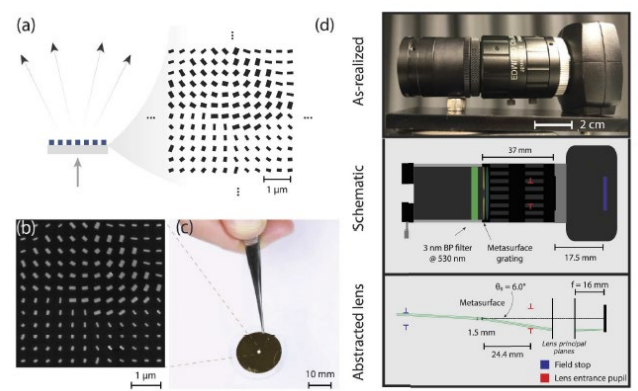 (a)
1 µm
(b)
1 µm
(c)
10 mm
(d)
As-realized
2 cm
Schematic
37 mm
3 nm BP filter
@ 530 nm
Metasurface
grating
17.5 mm
Abstracted lens
θₓ = 6.0°
f = 16 mm
Metasurface
1.5 mm
24.4 mm
Lens principal
planes
Field stop
Lens entrance pupil